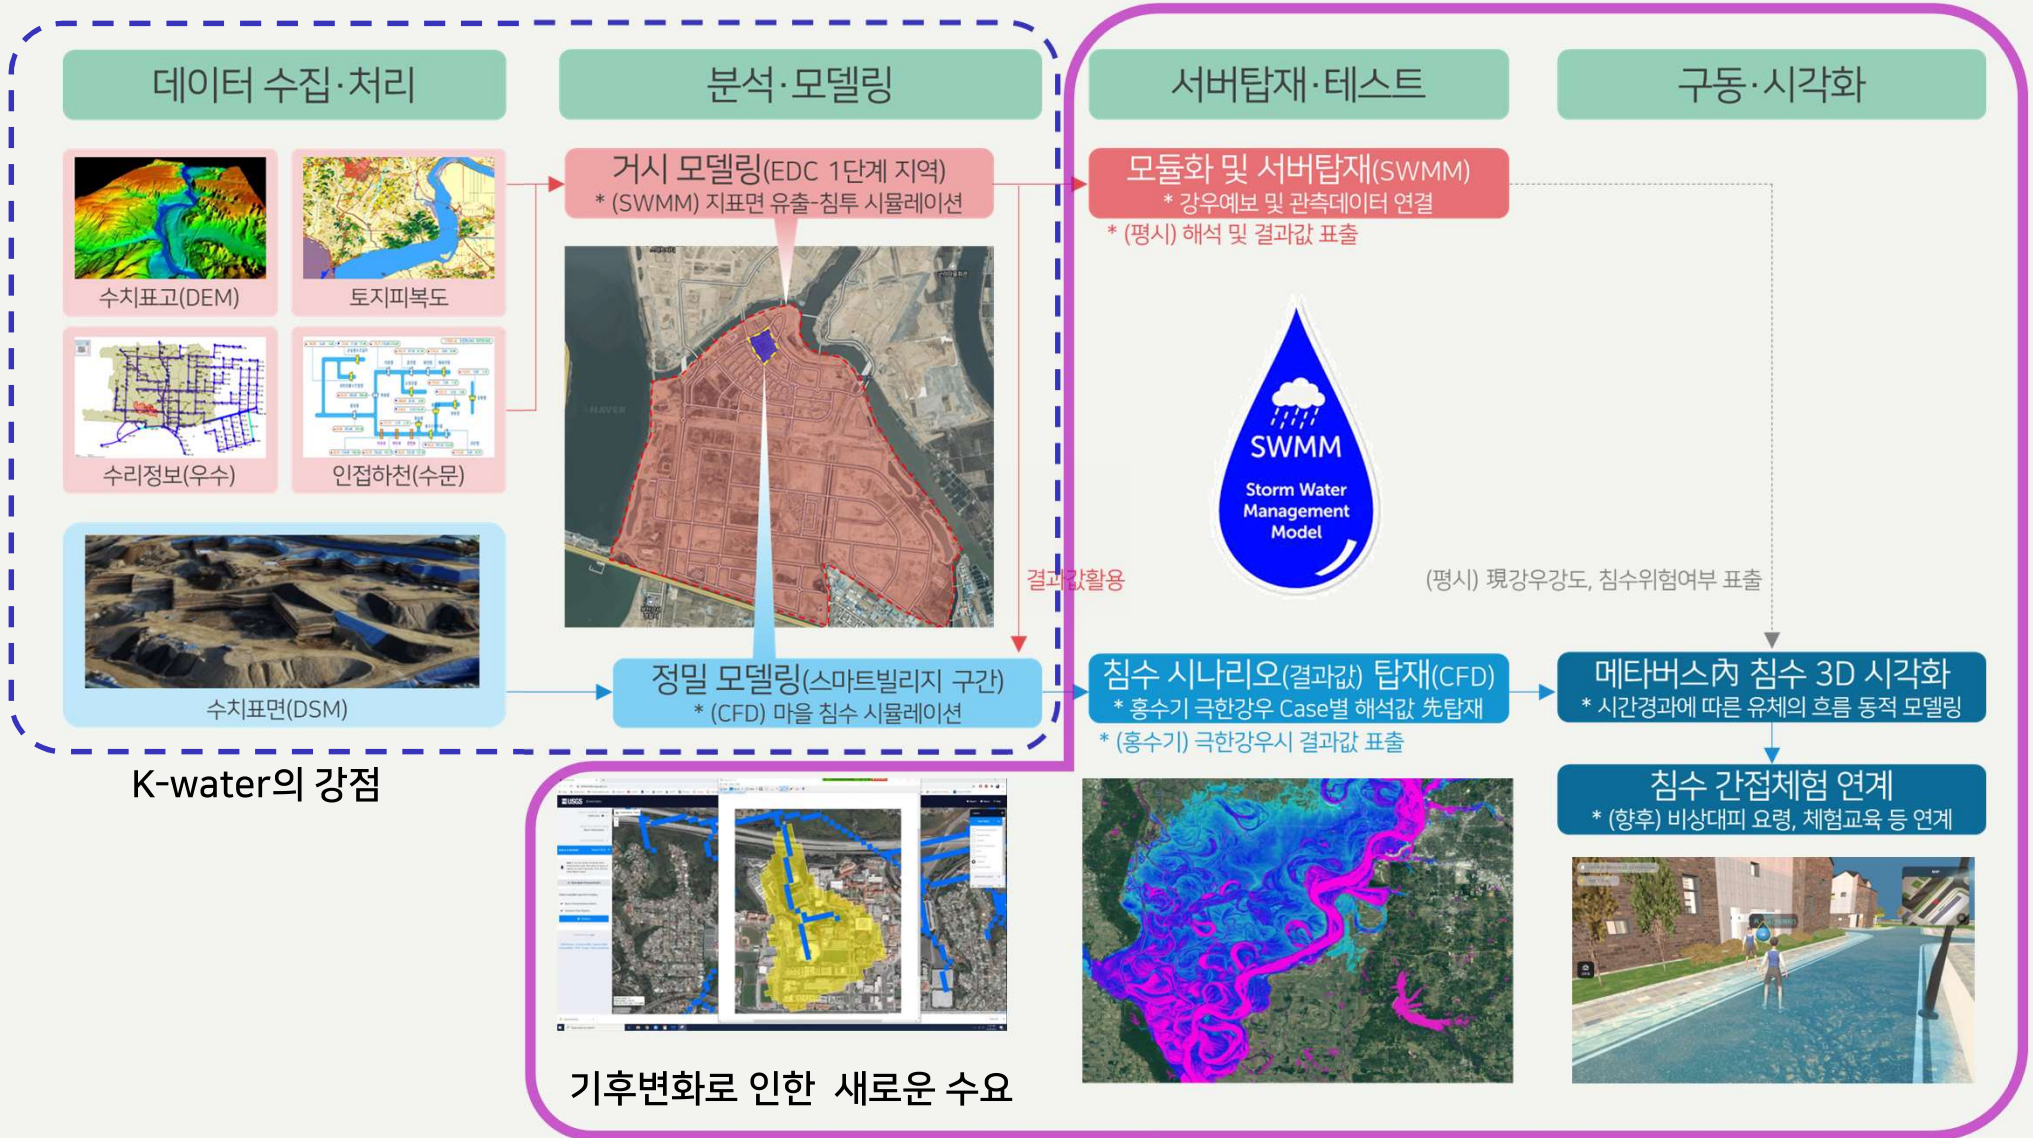 데이터 수집·처리
분석·모델링
서버탑재·테스트
구동·시각화
수치표고(DEM)
토지피복도
수리정보(우수)
인접하천(수문)
수치표면(DSM)
거시 모델링(EDC 1단계 지역)
* (SWMM) 지표면 유출-침투 시뮬레이션
NAVER
결과값활용
정밀 모델링(스마트빌리지 구간)
* (CFD) 마을 침수 시뮬레이션
모듈화 및 서버탑재(SWMM)
* 강우예보 및 관측데이터 연결
* (평시) 해석 및 결과값 표출
SWMM
Storm Water
Management
Model
(평시) 現강우강도, 침수위험여부 표출
침수 시나리오(결과값) 탑재(CFD)
* 홍수기 극한강우 Case별 해석값 先탑재
* (홍수기) 극한강우시 결과값 표출
메타버스內 침수 3D 시각화
* 시간경과에 따른 유체의 흐름 동적 모델링
침수 간접체험 연계
* (향후) 비상대피 요령, 체험교육 등 연계
K-water의 강점
USGS
기후변화로 인한 새로운 수요